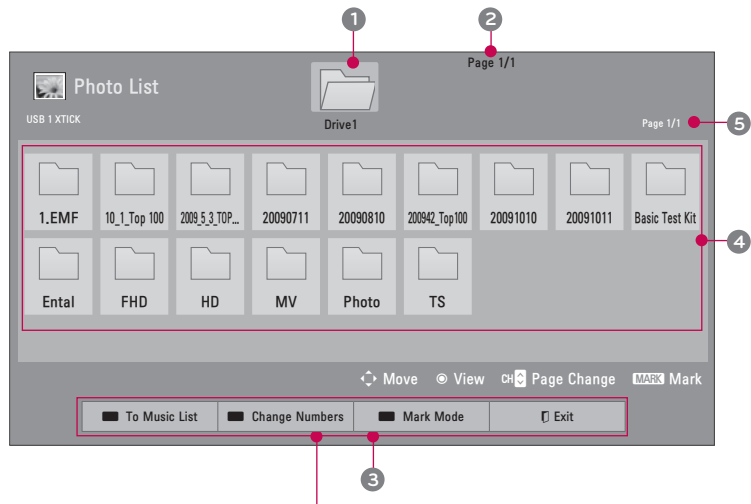 1
2
Page 1/1
Photo List
USB 1 XTICK
Drive1
Page 1/1
5
1.EMF
10_1_Top 100
2009_5_3_TOP...
20090711
20090810
200942_Top100
20091010
20091011
Basic Test Kit
4
Ental
FHD
HD
MV
Photo
TS
Move
View
CH Page Change
MARK Mark
To Music List
Change Numbers
Mark Mode
Exit
3